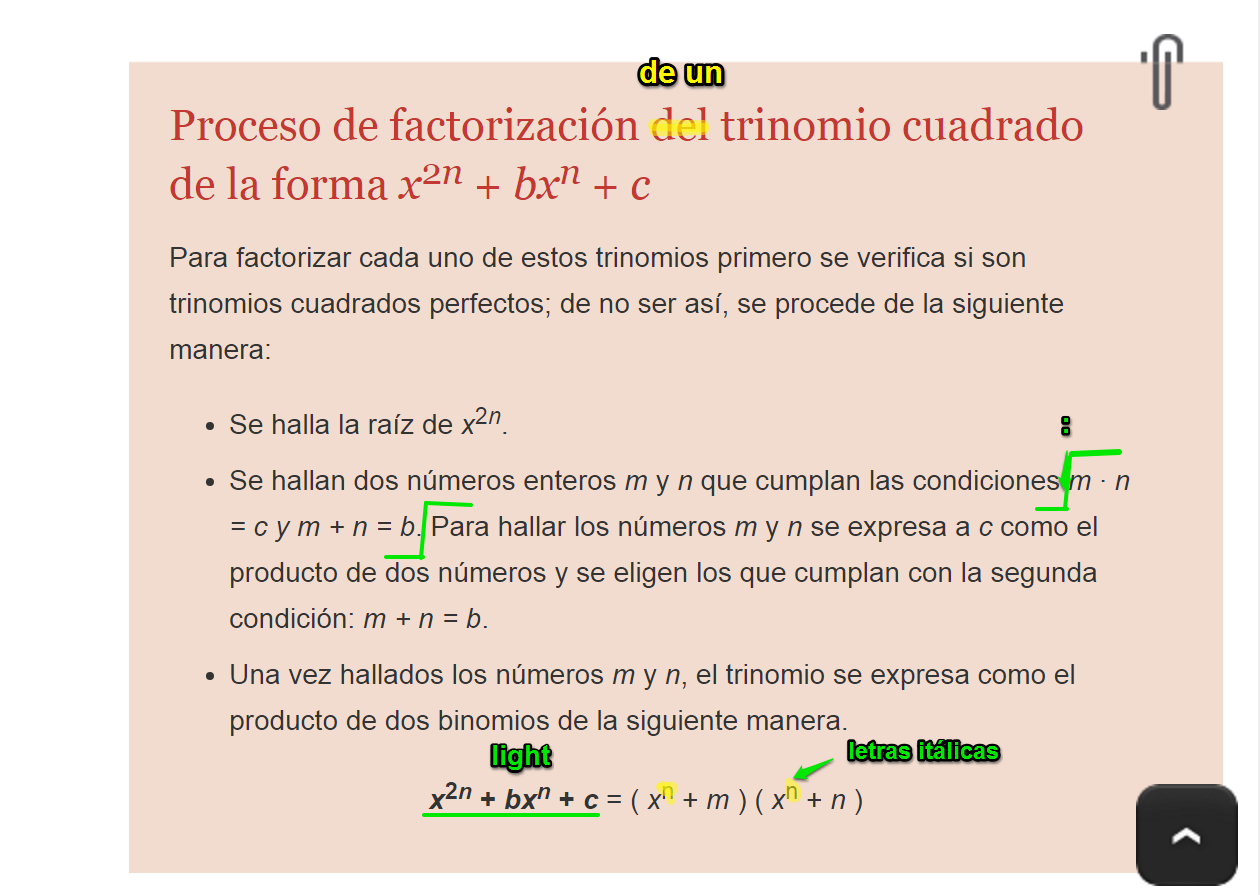 de un
Proceso de factorización del trinomio cuadrado
de la forma x²ⁿ + bxⁿ + c
Para factorizar cada uno de estos trinomios primero se verifica si son
trinomios cuadrados perfectos; de no ser así, se procede de la siguiente
manera:
• Se halla la raíz de x²ⁿ.
:
• Se hallan dos números enteros m y n que cumplan las condiciones m · n
= c y m + n = b. Para hallar los números m y n se expresa a c como el
producto de dos números y se eligen los que cumplan con la segunda
condición: m + n = b.
• Una vez hallados los números m y n, el trinomio se expresa como el
producto de dos binomios de la siguiente manera.
light
letras itálicas
x²ⁿ + bxⁿ + c = ( xⁿ + m ) ( xⁿ + n )